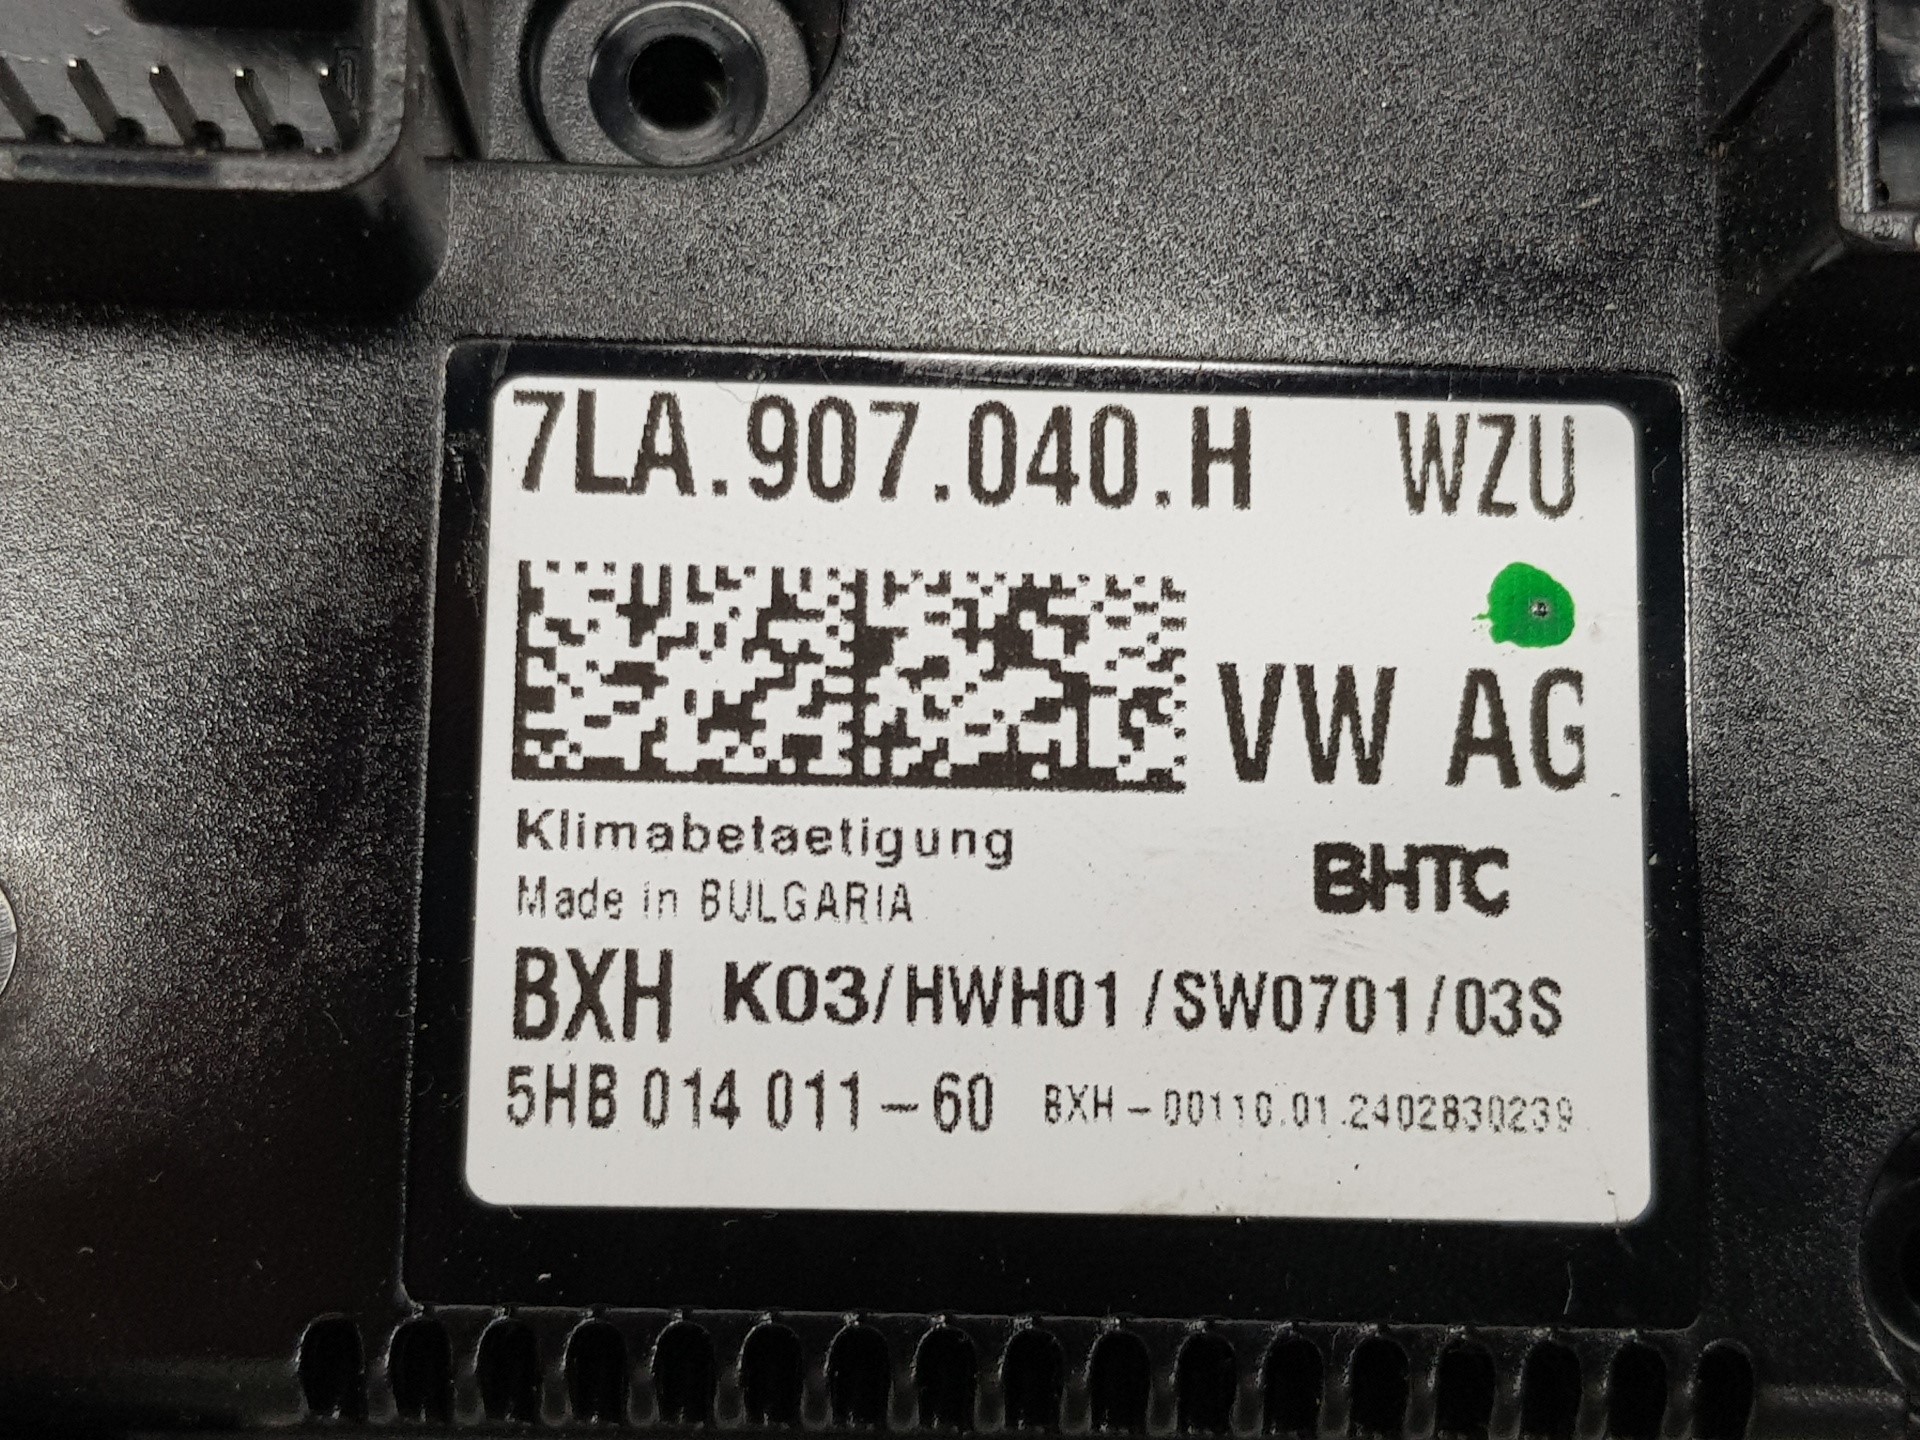 7LA.907.040.H WZU
VW AG
Klimabetaetigung
Made in BULGARIA
BHTC
BXH K03/HWH01/SW0701/03S
5HB 014 011-60 BXH-00110.01.2402830239